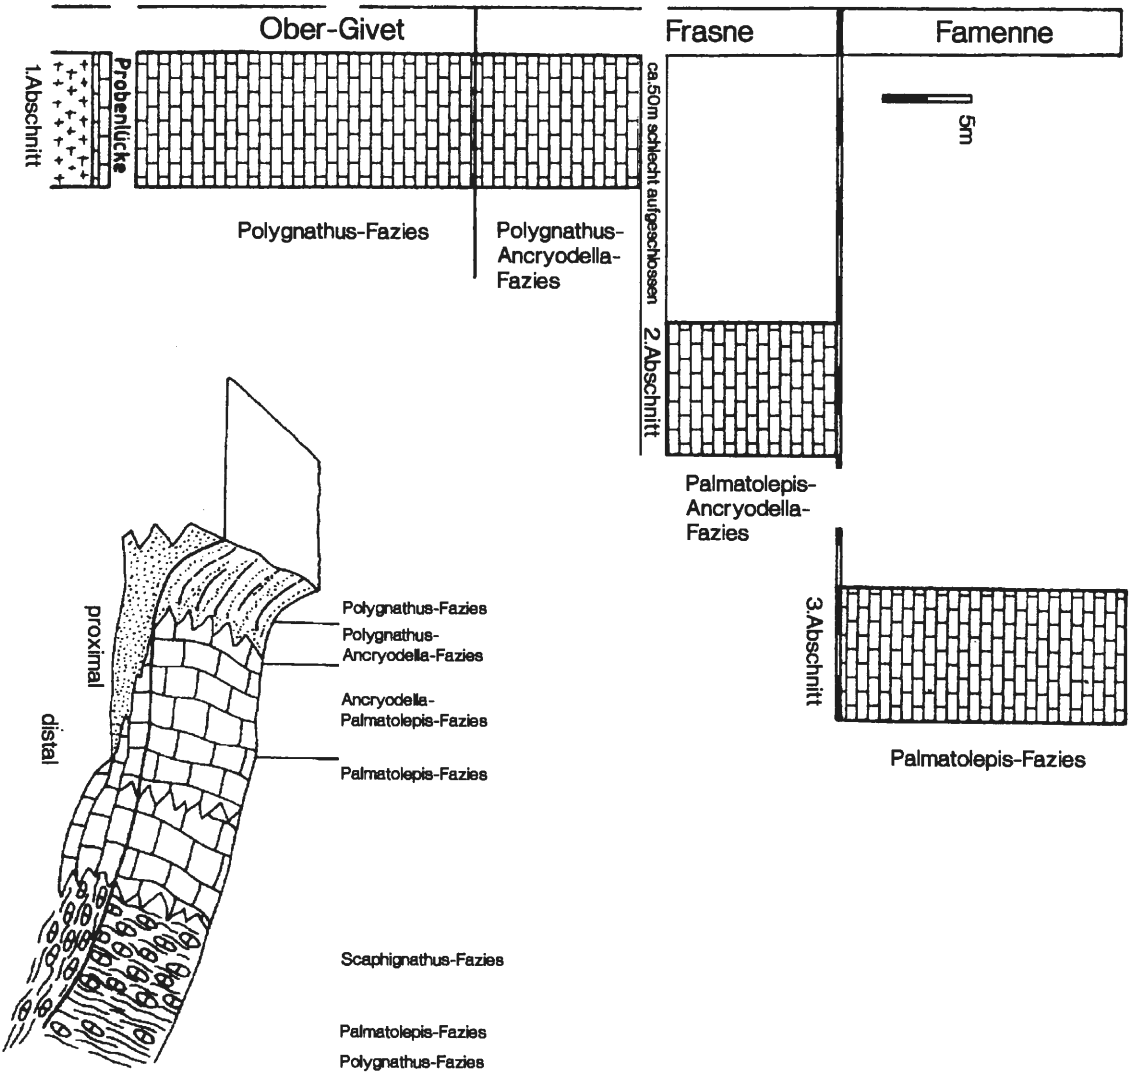 Ober-Givet
Frasne
Famenne
1.Abschnitt
Probenlücke
ca.50m schlecht aufgeschlossen
5m
Polygnathus-Fazies
Polygnathus-
Ancryodella-
Fazies
2.Abschnitt
Palmatolepis-
Ancryodella-
Fazies
3.Abschnitt
Palmatolepis-Fazies
proximal
distal
Polygnathus-Fazies
Polygnathus-
Ancryodella-Fazies
Ancryodella-
Palmatolepis-Fazies
Palmatolepis-Fazies
Scaphignathus-Fazies
Palmatolepis-Fazies
Polygnathus-Fazies